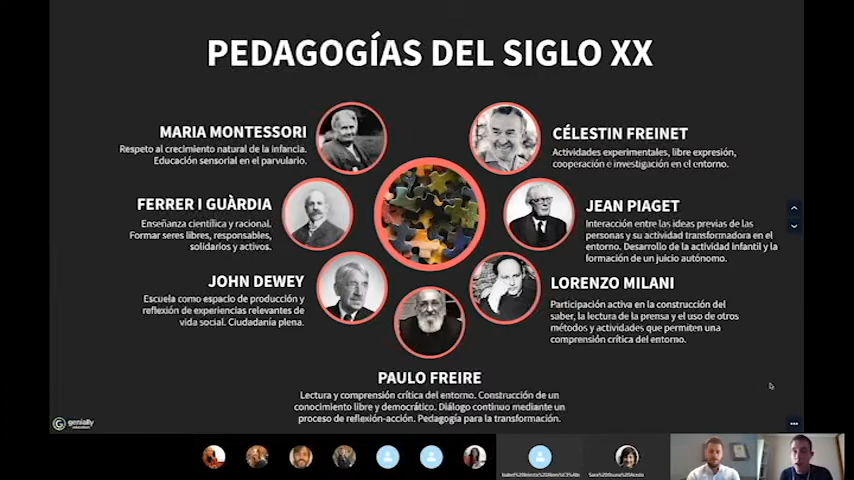 PEDAGOGÍAS DEL SIGLO XX
MARIA MONTESSORI
Respeto al crecimiento natural de la infancia.
Educación sensorial en el parvulario.
FERRER I GUÀRDIA
Enseñanza científica y racional.
Formar seres libres, responsables,
solidarios y activos.
JOHN DEWEY
Escuela como espacio de producción y
reflexión de experiencias relevantes de
vida social. Ciudadanía plena.
CÉLESTIN FREINET
Actividades experimentales, libre expresión,
cooperación e investigación en el entorno.
JEAN PIAGET
Interacción entre las ideas previas de las
personas y su actividad transformadora en el
entorno. Desarrollo de la actividad infantil y la
formación de un juicio autónomo.
LORENZO MILANI
Participación activa en la construcción del
saber, la lectura de la prensa y el uso de otros
métodos y actividades que permiten una
comprensión crítica del entorno.
PAULO FREIRE
Lectura y comprensión crítica del entorno. Construcción de un
conocimiento libre y democrático. Diálogo continuo mediante un
proceso de reflexión-acción. Pedagogía para la transformación.
genially